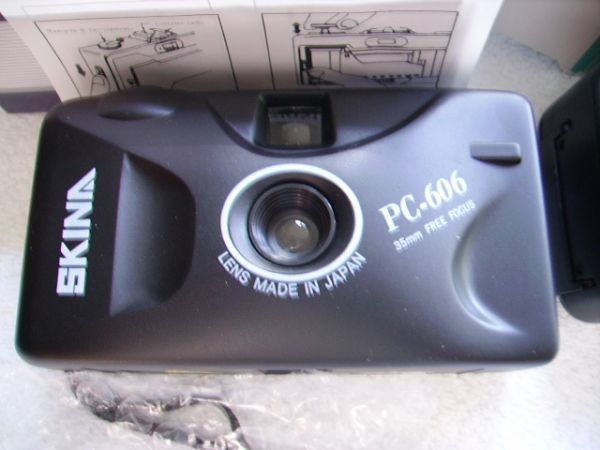 SKINA
PC-606
35mm FREE FOCUS
LENS MADE IN JAPAN